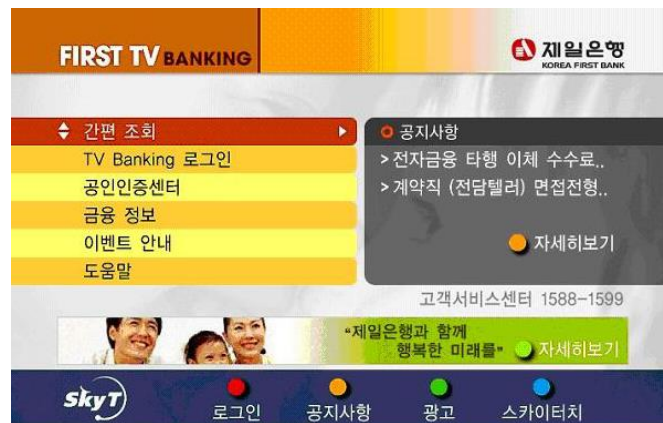 FIRST TV BANKING
제일은행
KOREA FIRST BANK
간편 조회
TV Banking 로그인
공인인증센터
금융 정보
이벤트 안내
도움말
공지사항
>전자금융 타행 이체 수수료..
>계약직 (전담텔러) 면접전형..
자세히보기
고객서비스센터 1588-1599
"제일은행과 함께
행복한 미래를"
자세히보기
skyT
로그인
공지사항
광고
스카이터치